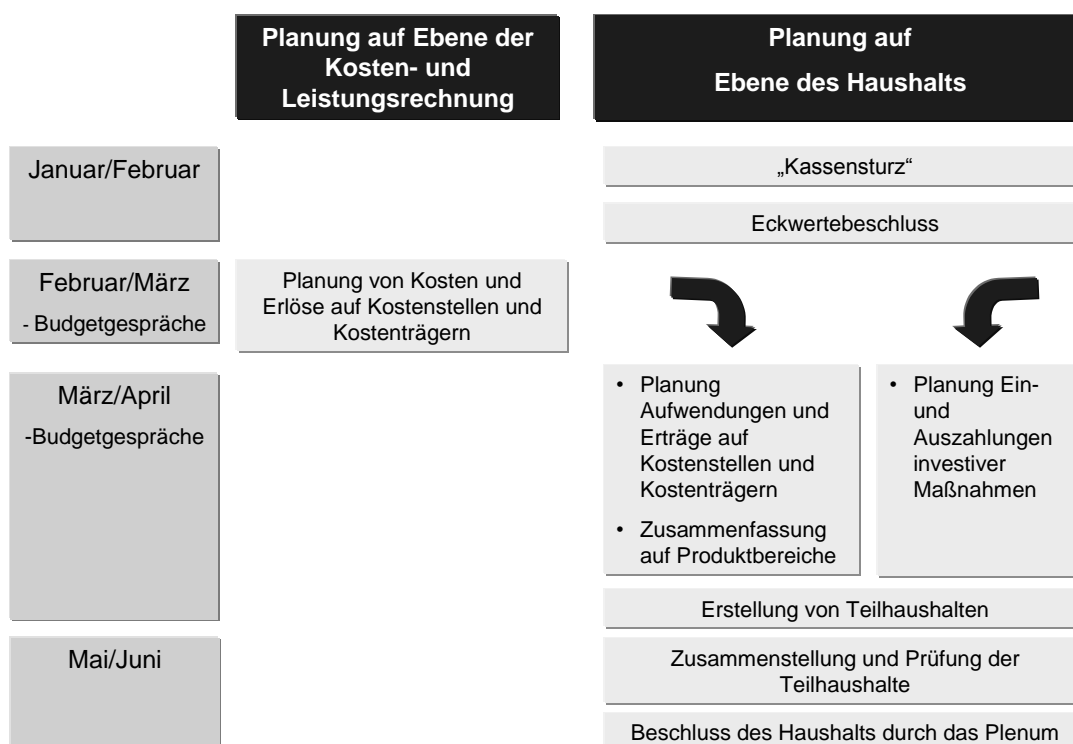 Planung auf Ebene der
Kosten- und
Leistungsrechnung
Planung auf
Ebene des Haushalts
Januar/Februar
„Kassensturz“
Eckwertebeschluss
Februar/März
- Budgetgespräche
Planung von Kosten und
Erlöse auf Kostenstellen und
Kostenträgern
März/April
-Budgetgespräche
• Planung
Aufwendungen und
Erträge auf
Kostenstellen und
Kostenträgern
• Zusammenfassung
auf Produktbereiche
• Planung Ein-
und
Auszahlungen
investiver
Maßnahmen
Erstellung von Teilhaushalten
Mai/Juni
Zusammenstellung und Prüfung der
Teilhaushalte
Beschluss des Haushalts durch das Plenum